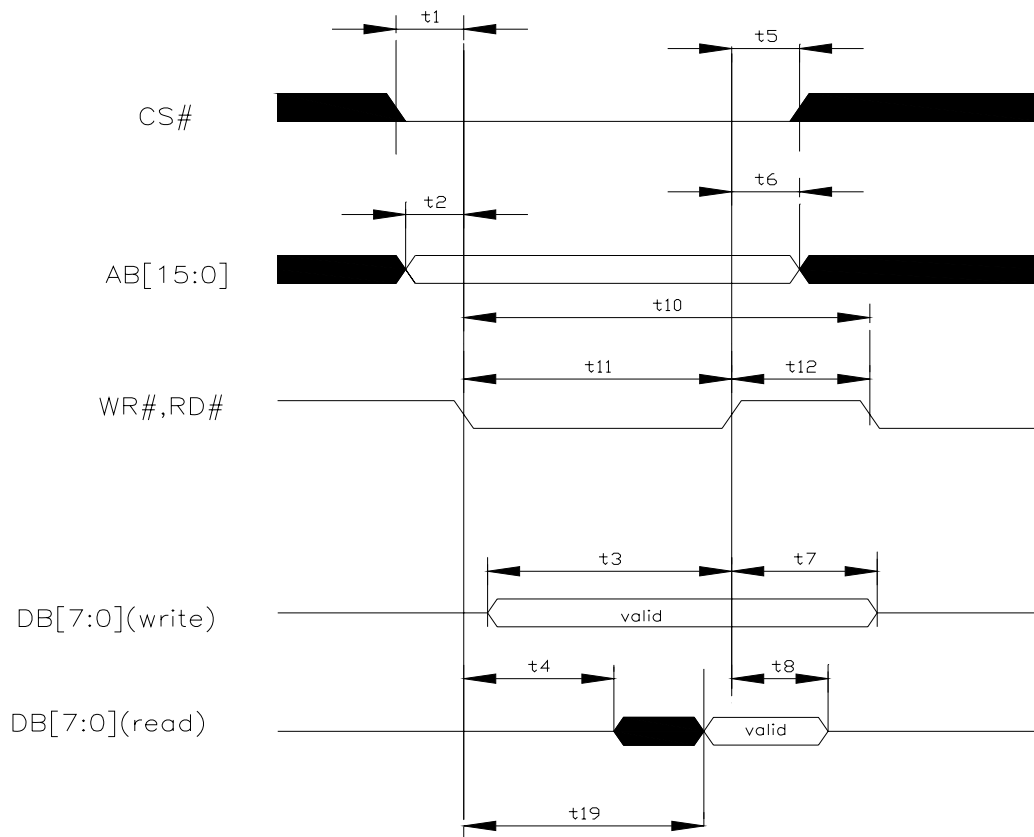 t1
t5
CS#
t6
t2
AB[15:0]
t10
t11
t12
WR#,RD#
t3
t7
DB[7:0](write)
valid
t4
t8
DB[7:0](read)
valid
t19